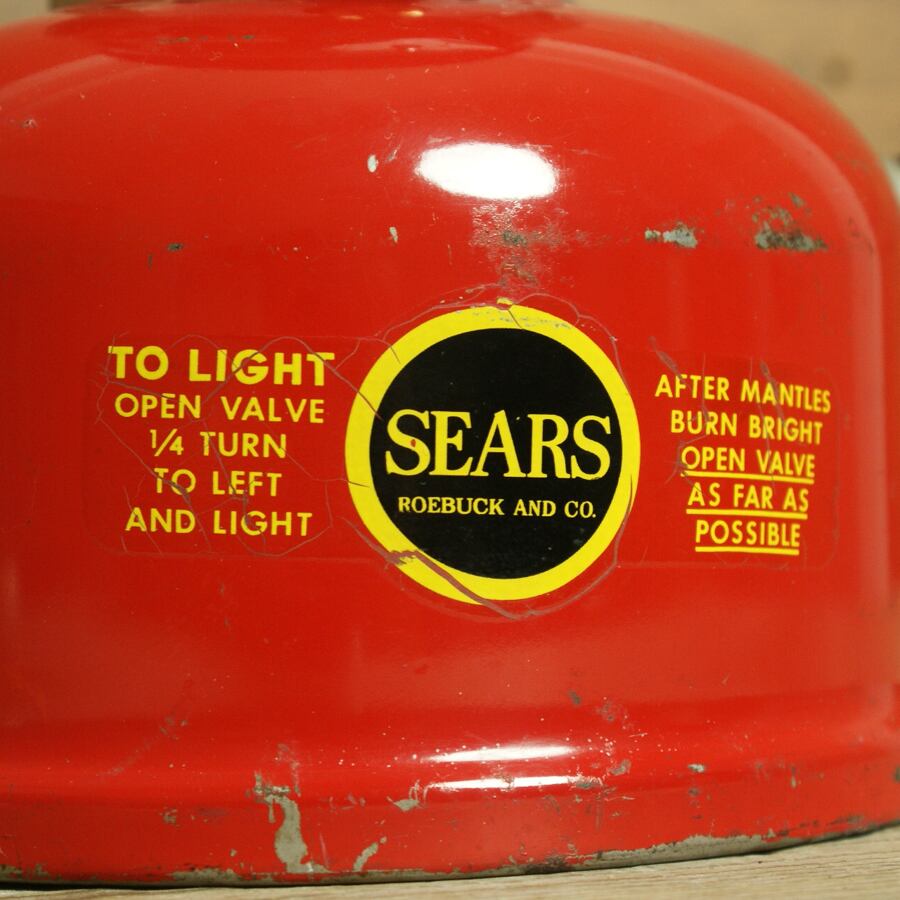 TO LIGHT
OPEN VALVE
1/4 TURN
TO LEFT
AND LIGHT
SEARS
ROEBUCK AND CO.
AFTER MANTLES
BURN BRIGHT
OPEN VALVE
AS FAR AS
POSSIBLE